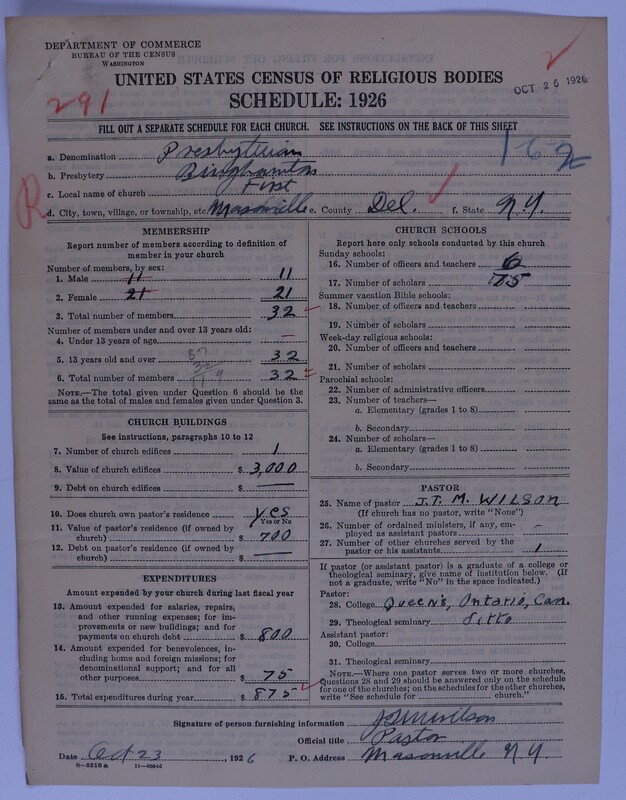 DEPARTMENT OF COMMERCE
BUREAU OF THE CENSUS
WASHINGTON
UNITED STATES CENSUS OF RELIGIOUS BODIES
SCHEDULE: 1926
OCT 26 1926
291
FILL OUT A SEPARATE SCHEDULE FOR EACH CHURCH. SEE INSTRUCTIONS ON THE BACK OF THIS SHEET
162
R
a. Denomination Presbyterian
b. Presbytery Binghamton
c. Local name of church First
d. City, town, village, or township, etc. Masonville e. County Del. f. State N.Y.
MEMBERSHIP
Report number of members according to definition of
member in your church
Number of members, by sex:
1. Male 11 11
2. Female 21 21
3. Total number of members 32
Number of members under and over 13 years old:
4. Under 13 years of age —
5. 13 years old and over 32
6. Total number of members 32
NOTE.—The total given under Question 6 should be
same as the total of males and females given under Question 3.
CHURCH BUILDINGS
See instructions, paragraphs 10 to 12
7. Number of church edifices 1
8. Value of church edifices $ 3,000
9. Debt on church edifices $ —
10. Does church own pastor's residence yes
Yes or No
11. Value of pastor's residence (if owned by
church) $ 700
12. Debt on pastor's residence (if owned by
church) $ —
EXPENDITURES
Amount expended by your church during last fiscal year
13. Amount expended for salaries, repairs,
and other running expenses; for im-
provements or new buildings; and for
payments on church debt $ 800
14. Amount expended for benevolences, in-
cluding home and foreign missions; for
denominational support; and for all
other purposes $ 75
15. Total expenditures during year $ 875
CHURCH SCHOOLS
Report here only schools conducted by this church
Sunday schools:
16. Number of officers and teachers 6
17. Number of scholars 75
Summer vacation Bible schools:
18. Number of officers and teachers
19. Number of scholars
Week-day religious schools:
20. Number of officers and teachers
21. Number of scholars
Parochial schools:
22. Number of administrative officers
23. Number of teachers—
a. Elementary (grades 1 to 8)
b. Secondary
24. Number of scholars—
a. Elementary (grades 1 to 8)
b. Secondary
PASTOR
25. Name of pastor J.T.M. WILSON
(If church has no pastor, write "None")
26. Number of ordained ministers, if any, em-
ployed as assistant pastors —
27. Number of other churches served by the
pastor or his assistants 1
If pastor (or assistant pastor) is a graduate of a college or
theological seminary, give name of institution below. (If
not a graduate, write "No" in the space indicated.)
Pastor:
28. College Queen's, Ontario, Can.
29. Theological seminary ditto
Assistant pastor:
30. College
31. Theological seminary
NOTE.—Where one pastor serves two or more churches,
Questions 28 and 29 should be answered only on the schedule
for one of the churches; on the schedules for the other churches,
write "See schedule for church."
Signature of person furnishing information J.T.M. Wilson
Official title Pastor
Date Oct 23, 1926 P. O. Address Masonville N.Y.
8-5318a